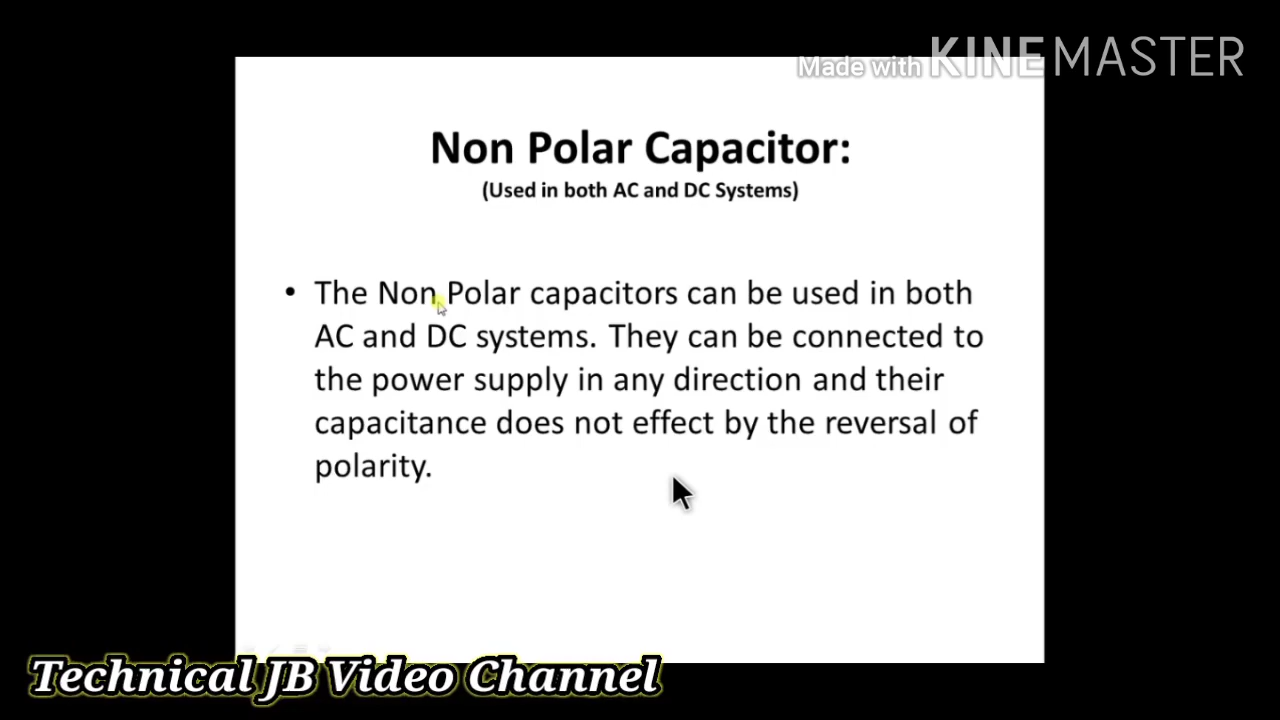 Made with KINEMASTER
Non Polar Capacitor:
(Used in both AC and DC Systems)
• The Non Polar capacitors can be used in both
AC and DC systems. They can be connected to
the power supply in any direction and their
capacitance does not effect by the reversal of
polarity.
Technical JB Video Channel